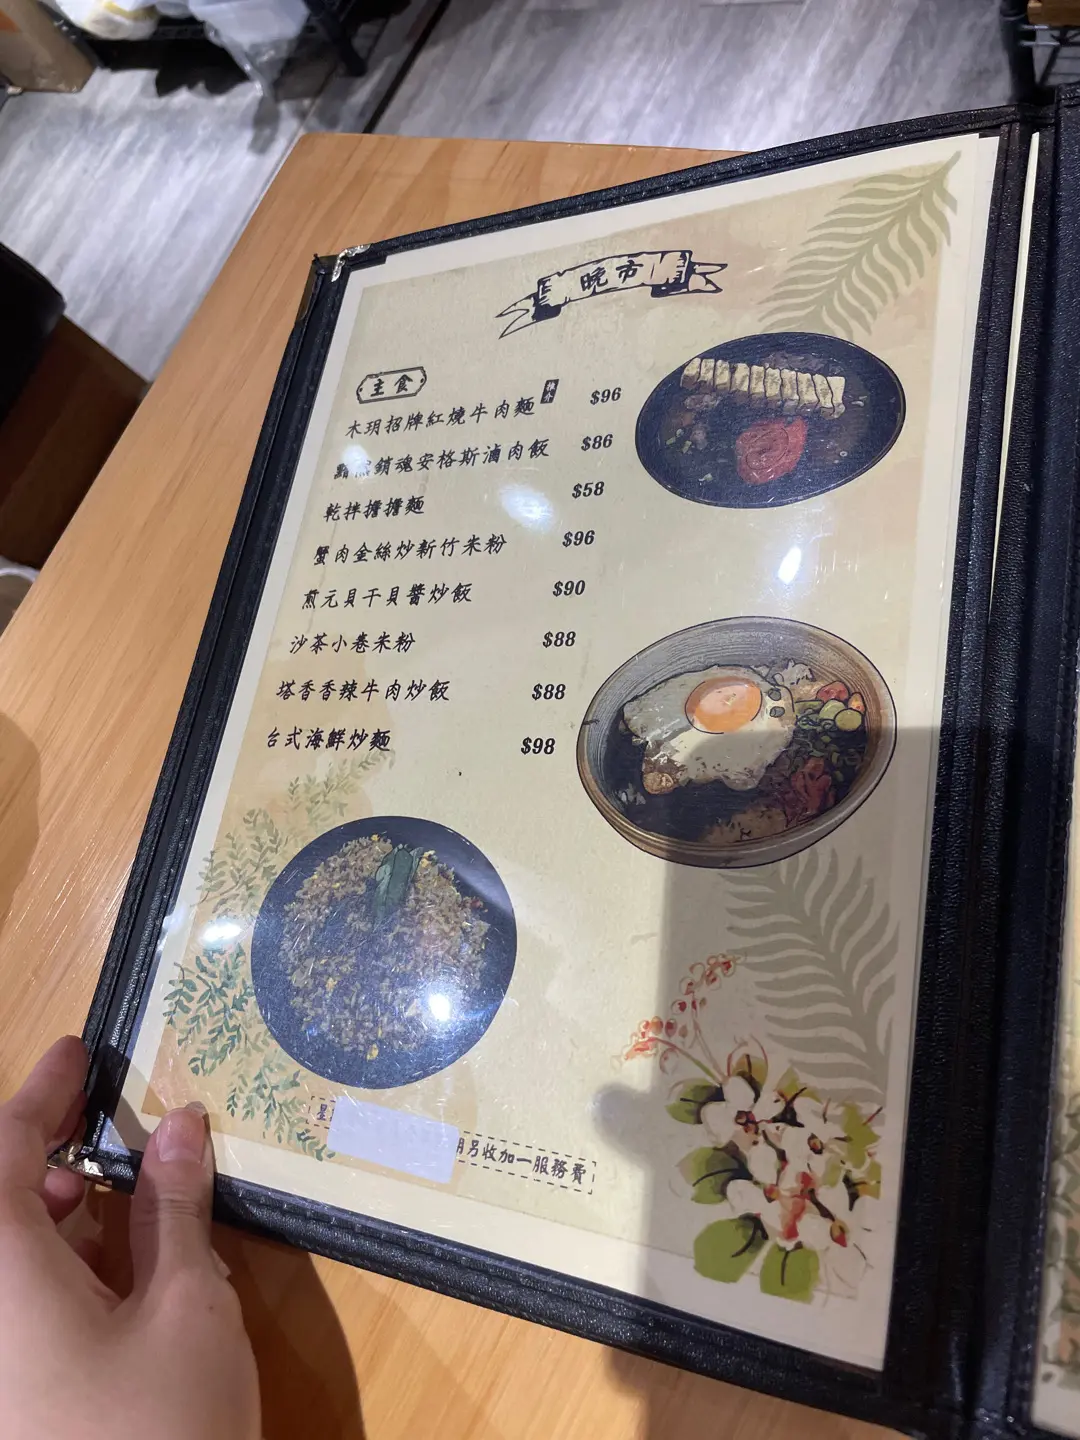 晚市
主食
木玥招牌紅燒牛肉麵 $96
銷魂安格斯滷肉飯 $86
乾拌擔擔麵 $58
蟹肉金絲炒新竹米粉 $96
煎元貝干貝醬炒飯 $90
沙茶小卷米粉 $88
塔香香辣牛肉炒飯 $88
台式海鮮炒麵 $98
另收加一服務費